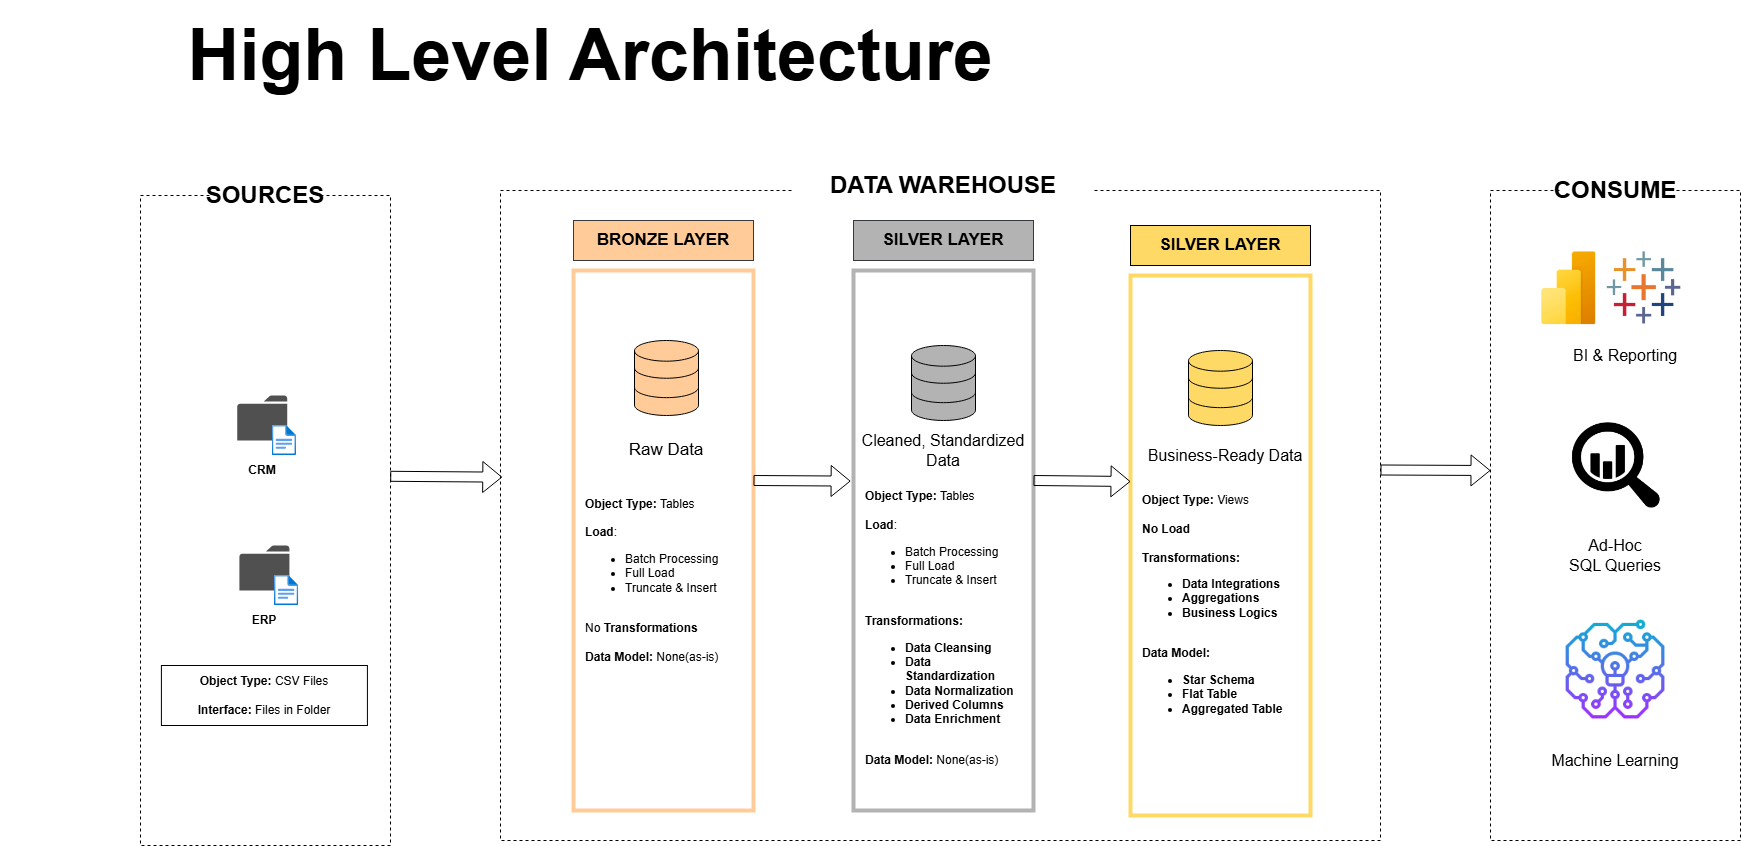 High Level Architecture
SOURCES
CRM
ERP
Object Type: CSV Files
Interface: Files in Folder
DATA WAREHOUSE
BRONZE LAYER
Raw Data
Object Type: Tables
Load:
• Batch Processing
• Full Load
• Truncate & Insert
No Transformations
Data Model: None(as-is)
SILVER LAYER
Cleaned, Standardized
Data
Object Type: Tables
Load:
• Batch Processing
• Full Load
• Truncate & Insert
Transformations:
• Data Cleansing
• Data
Standardization
• Data Normalization
• Derived Columns
• Data Enrichment
Data Model: None(as-is)
SILVER LAYER
Business-Ready Data
Object Type: Views
No Load
Transformations:
• Data Integrations
• Aggregations
• Business Logics
Data Model:
• Star Schema
• Flat Table
• Aggregated Table
CONSUME
BI & Reporting
Ad-Hoc
SQL Queries
Machine Learning